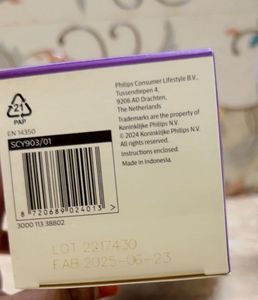 21
PAP
EN 14350
SCY903/01
8 720689 024013 >
3000 113 38802
Philips Consumer Lifestyle B.V.,
Tussendiepen 4,
9206 AD Drachten,
The Netherlands
Trademarks are the property of
Koninklijke Philips N.V.
© 2024 Koninklijke Philips N.V.
All rights reserved.
Instructions enclosed.
Made in Indonesia.
LOT 2217430
FAB 2025-06-23